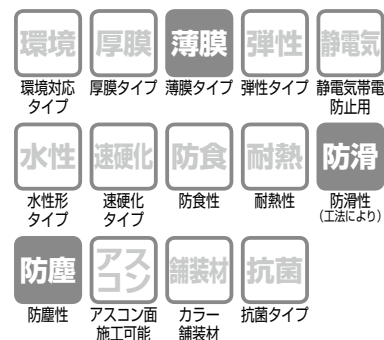 環境 厚膜 薄膜 弾性 静電気
環境対応
タイプ
厚膜タイプ
薄膜タイプ
弾性タイプ
静電気帯電
防止用
水性 速硬化 防食 耐熱 防滑
水性形
タイプ
速硬化
タイプ
防食性
耐熱性
防滑性
(工法により)
防塵 アスコン 舗装材 抗菌
防塵性
アスコン面
施工可能
カラー
舗装材
抗菌タイプ